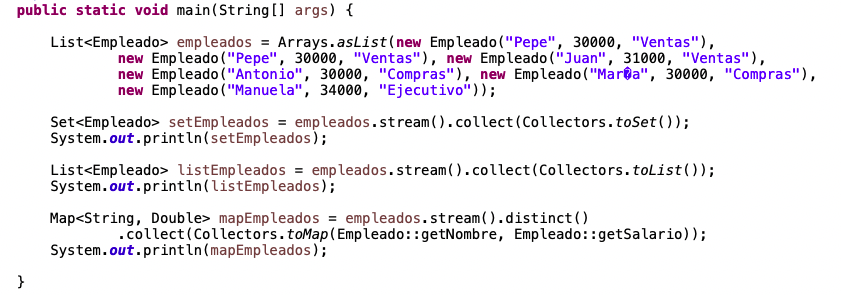 public static void main(String[] args) {
List<Empleado> empleados = Arrays.asList(new Empleado("Pepe", 30000, "Ventas"),
new Empleado("Pepe", 30000, "Ventas"), new Empleado("Juan", 31000, "Ventas"),
new Empleado("Antonio", 30000, "Compras"), new Empleado("Mar�a", 30000, "Compras"),
new Empleado("Manuela", 34000, "Ejecutivo"));
Set<Empleado> setEmpleados = empleados.stream().collect(Collectors.toSet());
System.out.println(setEmpleados);
List<Empleado> listEmpleados = empleados.stream().collect(Collectors.toList());
System.out.println(listEmpleados);
Map<String, Double> mapEmpleados = empleados.stream().distinct()
.collect(Collectors.toMap(Empleado::getNombre, Empleado::getSalario));
System.out.println(mapEmpleados);
}